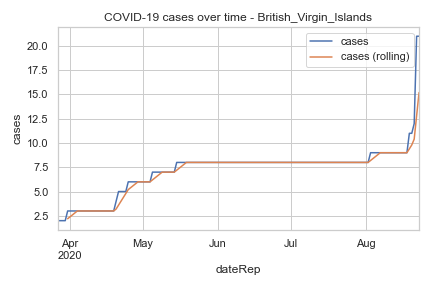 COVID-19 cases over time - British_Virgin_Islands
cases
cases (rolling)
20.0
17.5
15.0
12.5
10.0
7.5
5.0
2.5
cases
Apr May Jun Jul Aug
2020
dateRep